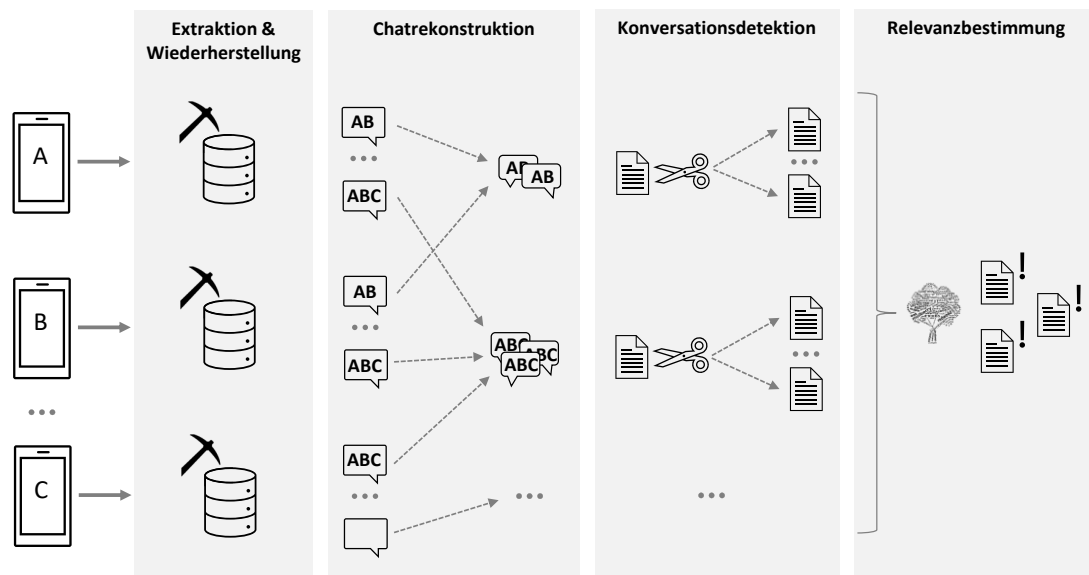 Extraktion &
Wiederherstellung
Chatrekonstruktion
Konversationsdetektion
Relevanzbestimmung
A
AB
...
ABC
AB
AB
...
...
B
AB
...
ABC
ABC
ABC
ABC
...
...
!
!
!
C
ABC
...
...
...